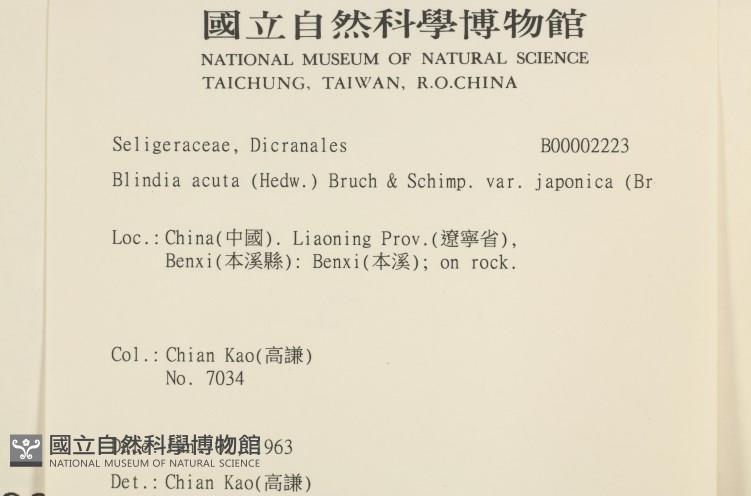 國立自然科學博物館
NATIONAL MUSEUM OF NATURAL SCIENCE
TAICHUNG, TAIWAN, R.O.CHINA
Seligeraceae, Dicranales B00002223
Blindia acuta (Hedw.) Bruch & Schimp. var. japonica (Br
Loc.: China(中國). Liaoning Prov.(遼寧省),
Benxi(本溪縣): Benxi(本溪); on rock.
Col.: Chian Kao(高謙)
No. 7034
國立自然科學博物館
1963
NATIONAL MUSEUM OF NATURAL SCIENCE
Det.: Chian Kao(高謙)